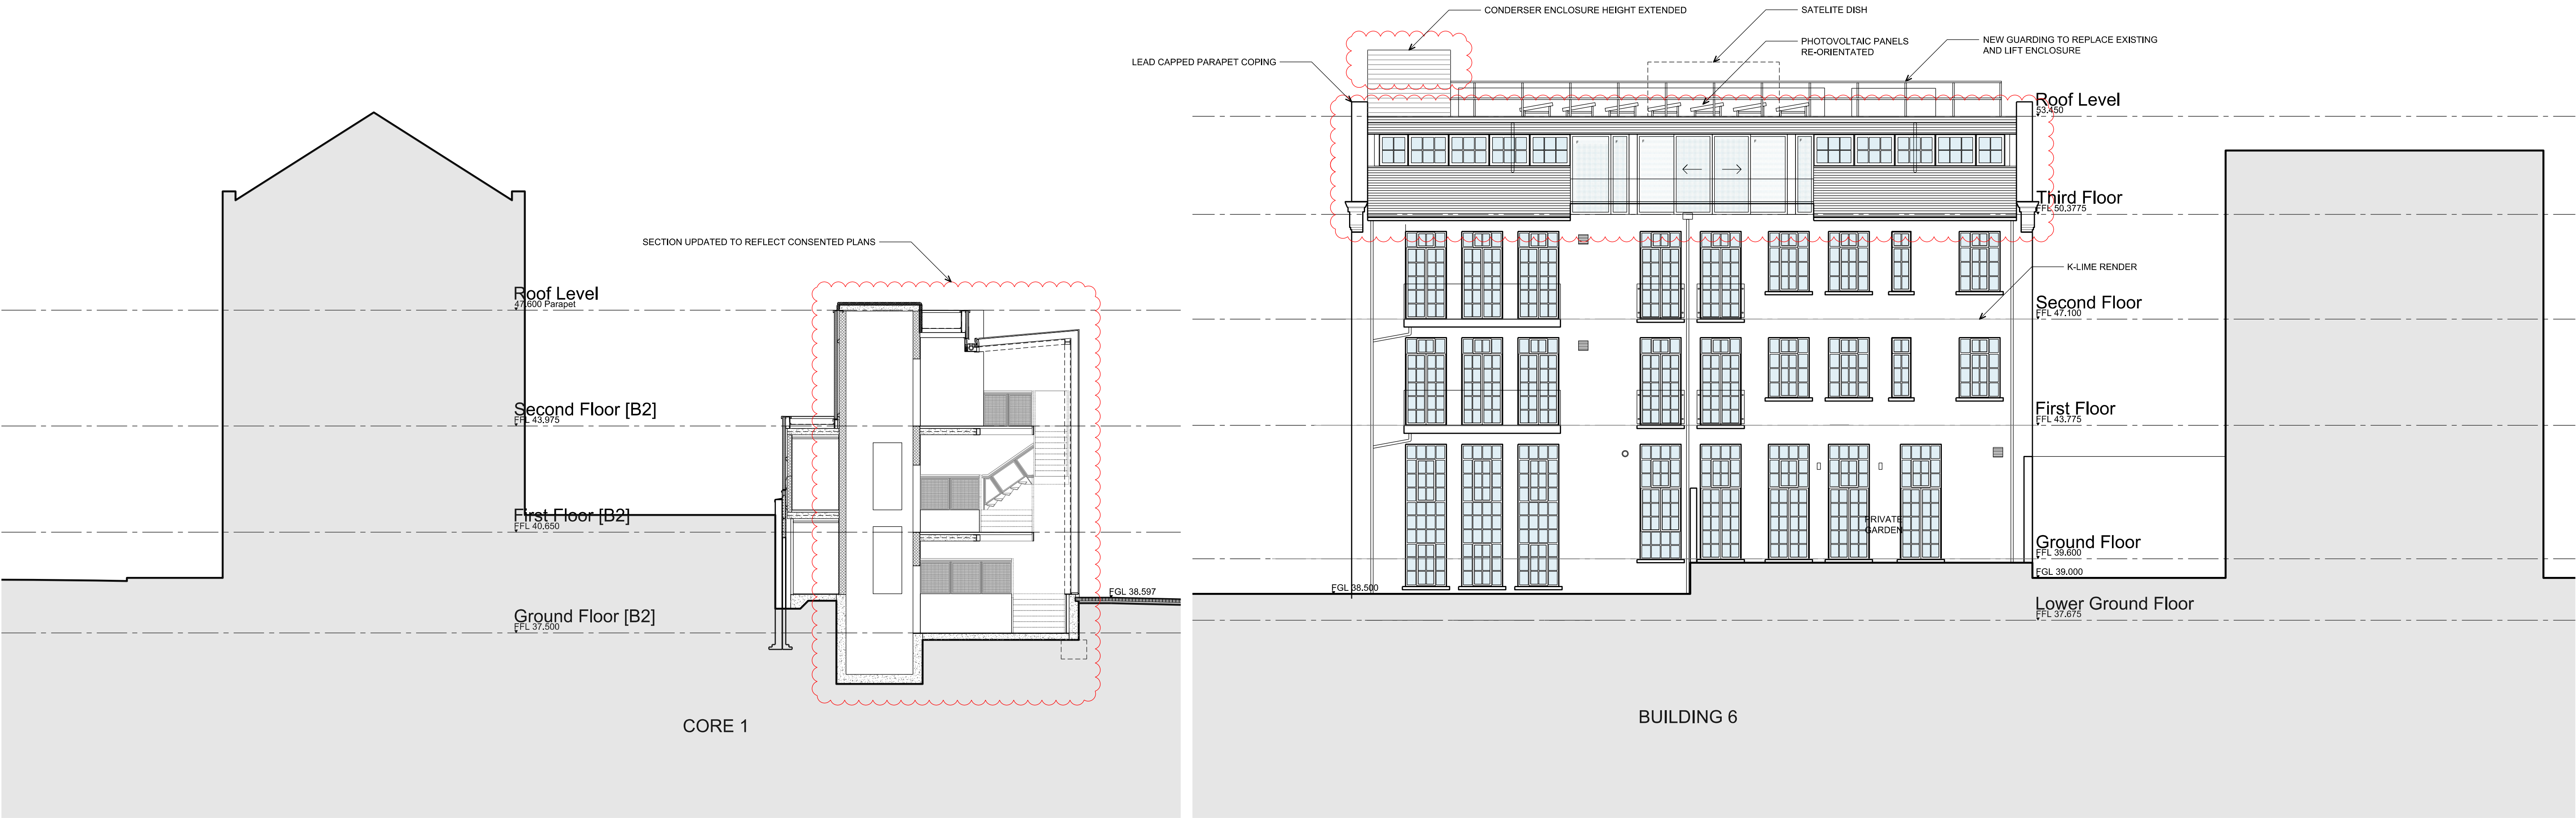 CONDERSER ENCLOSURE HEIGHT EXTENDED
SATELITE DISH
PHOTOVOLTAIC PANELS
RE-ORIENTATED
NEW GUARDING TO REPLACE EXISTING
AND LIFT ENCLOSURE
LEAD CAPPED PARAPET COPING
Roof Level
53.450
Third Floor
FFL 50.3775
K-LIME RENDER
Second Floor
FFL 47.100
First Floor
FFL 43.775
PRIVATE
GARDEN
Ground Floor
FFL 39.600
FGL 39.000
FGL 38.500
Lower Ground Floor
FFL 37.675
BUILDING 6
SECTION UPDATED TO REFLECT CONSENTED PLANS
Roof Level
47.600 Parapet
Second Floor [B2]
FFL 43.975
First Floor [B2]
FFL 40.650
FGL 38.597
Ground Floor [B2]
FFL 37.500
CORE 1